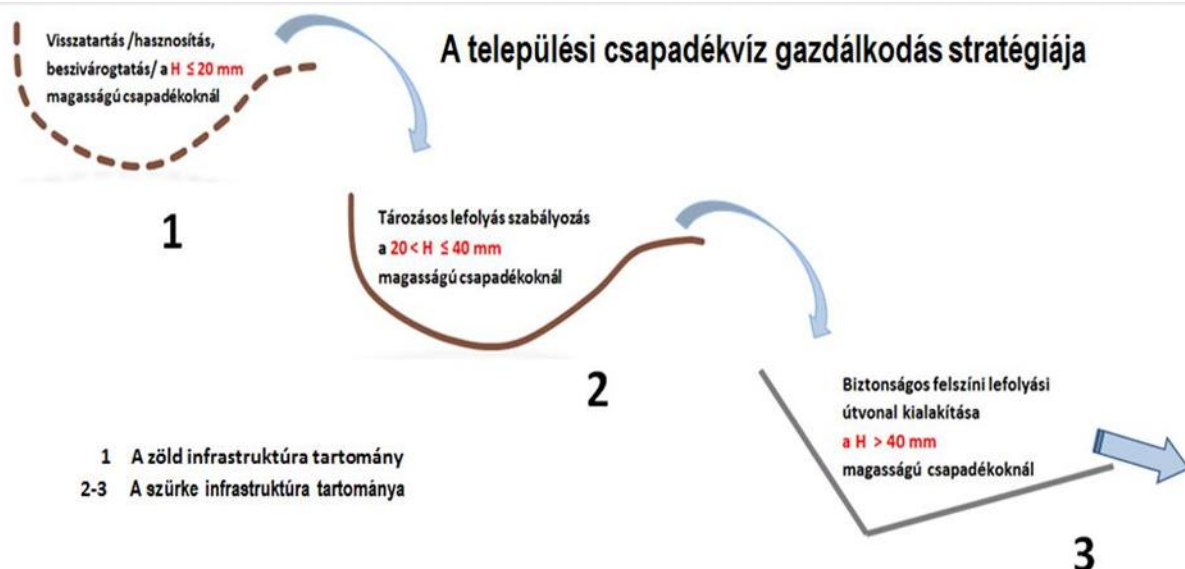 A települési csapadékvíz gazdálkodás stratégiája
Visszatartás /hasznosítás,
beszivárogtatás/ a H ≤ 20 mm
magasságú csapadékoknál
1
Tározásos lefolyás szabályozás
a 20 < H ≤ 40 mm
magasságú csapadékoknál
2
Biztonságos felszíni lefolyási
útvonal kialakítása
a H > 40 mm
magasságú csapadékoknál
3
1 A zöld infrastruktúra tartomány
2-3 A szürke infrastruktúra tartománya